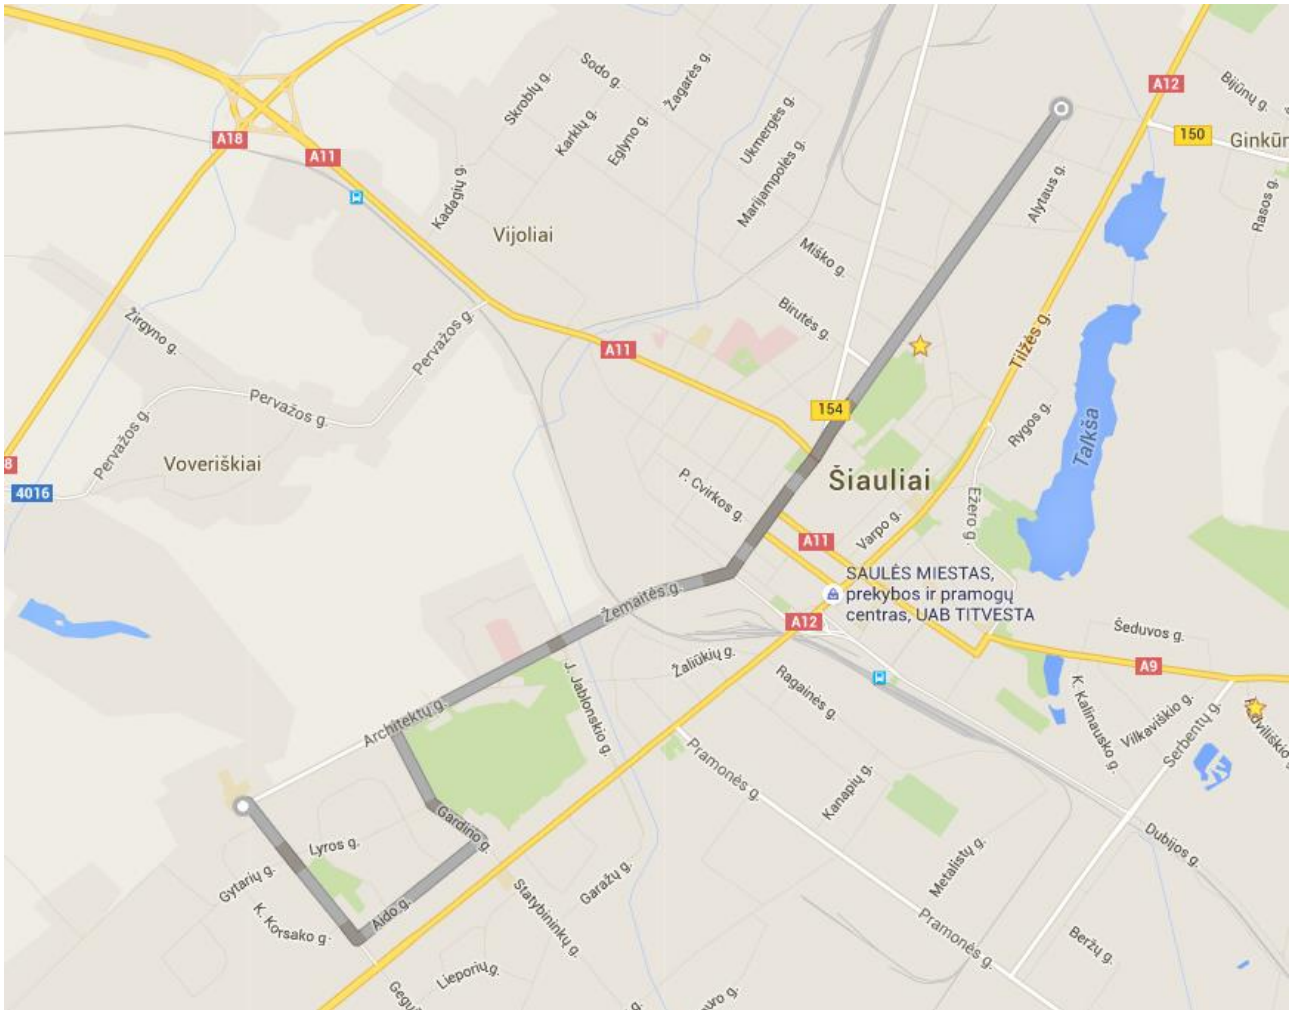 A12
Bijūnų g.
150
Ginkūn
Sodo g.
Žagarės g.
Skroblų g.
Karklų g.
Eglyno g.
Ukmergės g.
Marijampolės g.
A18
A11
Kadagių g.
Vijoliai
Alytaus g.
Rasos g.
Miško g.
Birutės g.
Žirgyno g.
Pervažos g.
A11
Tilžės g.
Pervažos g.
Pervažos g.
154
Rygos g.
Talkša
Voveriškiai
8
4016
P. Cvirkos g.
Šiauliai
Ežero g.
Varpo g.
A11
SAULĖS MIESTAS,
prekybos ir pramogų
centras, UAB TITVESTA
Žemaitės g.
A12
Šeduvos g.
A9
Žaliūkių g.
Ragainės g.
J. Jablonskio g.
K. Kalinausko g.
Vilkaviškio g.
Serbentų g.
Architektų g.
Pramonės g.
Kanapių g.
Gardino g.
Lyros g.
Gytarių g.
K. Korsako g.
Aido g.
Statybininkų g.
Garažų g.
Metalistų g.
Dubijos g.
Pramonės g.
Beržų g.
Lieporių g.